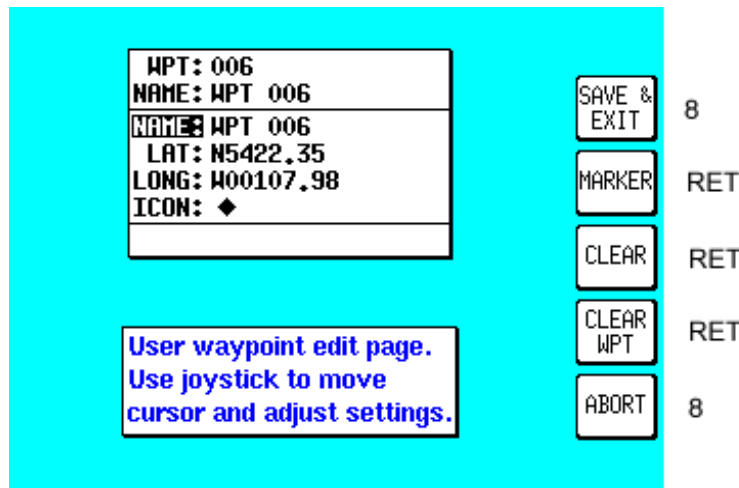 WPT: 006
NAME: WPT 006
NAME: WPT 006
LAT: N5422.35
LONG: W00107.98
ICON: ◆
User waypoint edit page.
Use joystick to move
cursor and adjust settings.
SAVE &
EXIT
8
MARKER
RET
CLEAR
RET
CLEAR
WPT
RET
ABORT
8